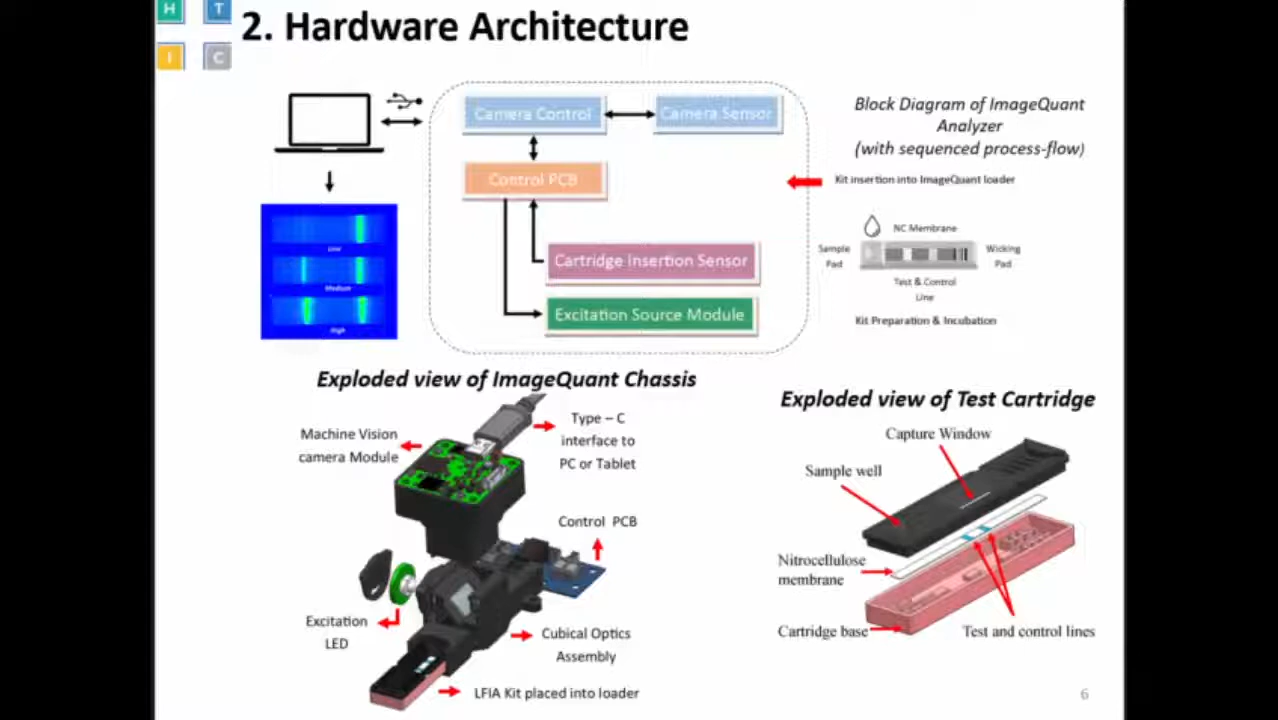 H T
2. Hardware Architecture
I C
Camera Control
Camera Sensor
Control PCB
Cartridge Insertion Sensor
Excitation Source Module
Low
Medium
High
Block Diagram of ImageQuant
Analyzer
(with sequenced process-flow)
Kit insertion into ImageQuant loader
NC Membrane
Sample
Pad
Wicking
Pad
Test & Control
Line
Kit Preparation & Incubation
Exploded view of ImageQuant Chassis
Machine Vision
camera Module
Type – C
interface to
PC or Tablet
Control PCB
Excitation
LED
Cubical Optics
Assembly
LFIA Kit placed into loader
Exploded view of Test Cartridge
Capture Window
Sample well
Nitrocellulose
membrane
Cartridge base
Test and control lines
6